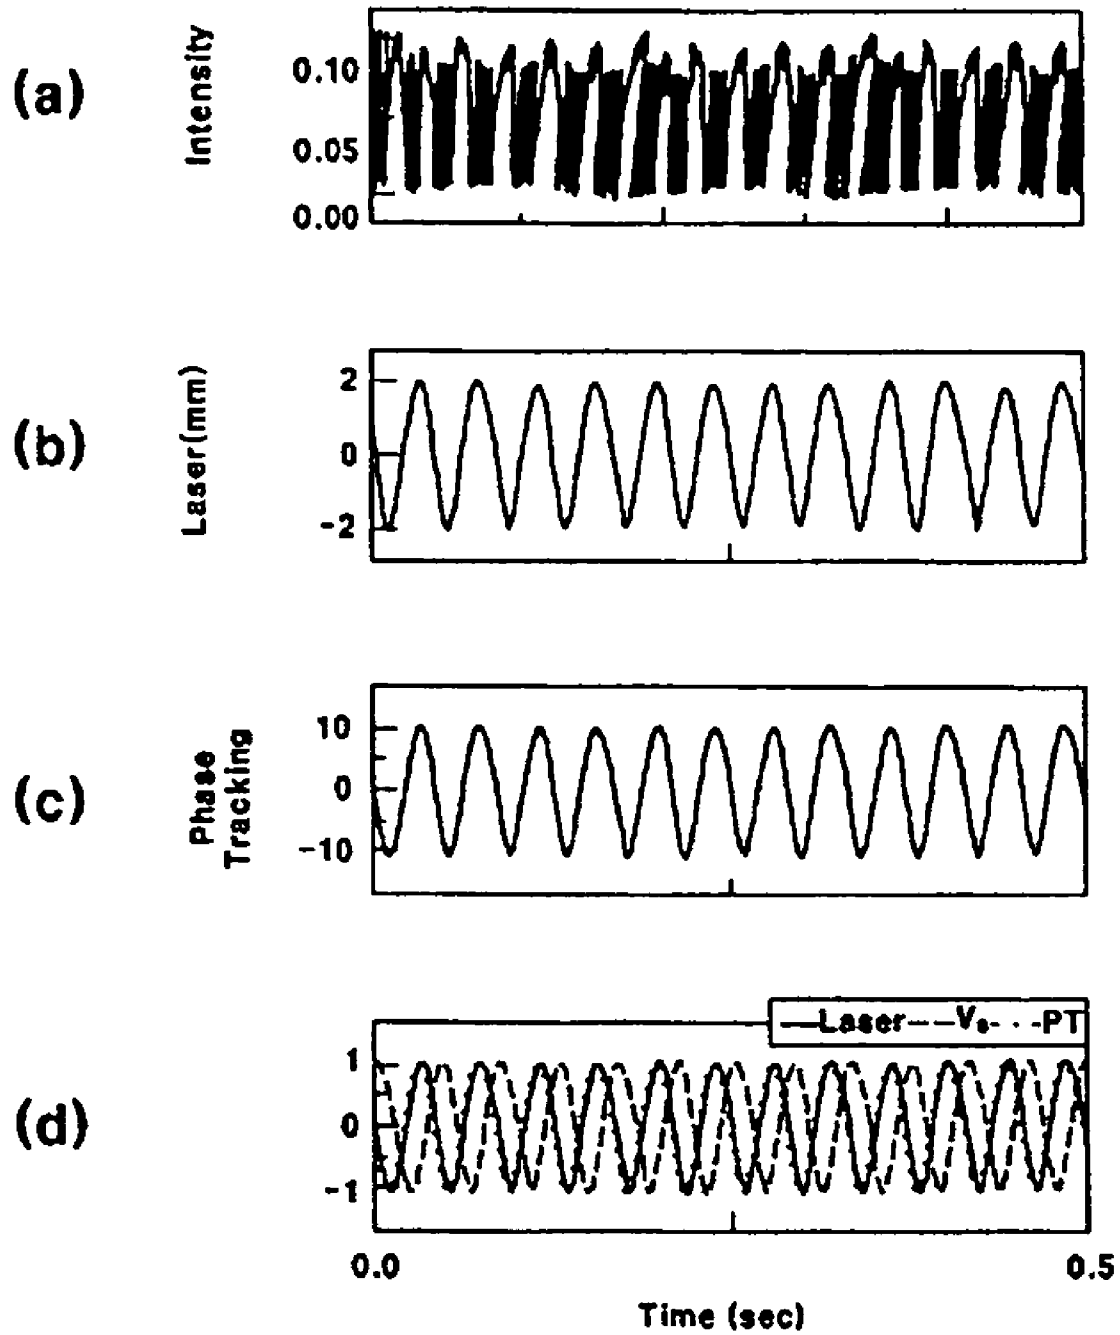 (a)
Intensity
0.10
0.05
0.00
(b)
Laser(mm)
2
0
-2
(c)
Phase
Tracking
10
0
-10
(d)
Laser Vs PT
1
0
-1
0.0
0.5
Time (sec)